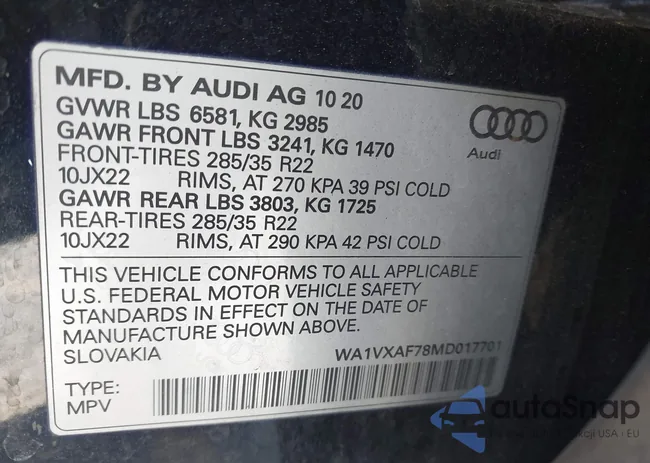 MFD. BY AUDI AG 10 20
GVWR LBS 6581, KG 2985
GAWR FRONT LBS 3241, KG 1470
FRONT-TIRES 285/35 R22
10JX22 RIMS, AT 270 KPA 39 PSI COLD
GAWR REAR LBS 3803, KG 1725
REAR-TIRES 285/35 R22
10JX22 RIMS, AT 290 KPA 42 PSI COLD
Audi
THIS VEHICLE CONFORMS TO ALL APPLICABLE
U.S. FEDERAL MOTOR VEHICLE SAFETY
STANDARDS IN EFFECT ON THE DATE OF
MANUFACTURE SHOWN ABOVE.
SLOVAKIA WA1VXAF78MD017701
TYPE:
MPV
autoSnap
aukcji USA i EU